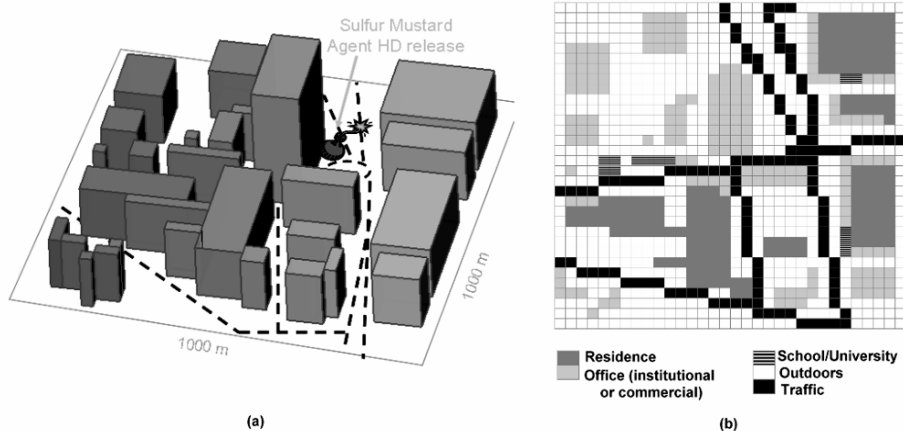 Sulfur Mustard
Agent HD release
1000 m
1000 m
(a)
Residence
Office (institutional
or commercial)
School/University
Outdoors
Traffic
(b)